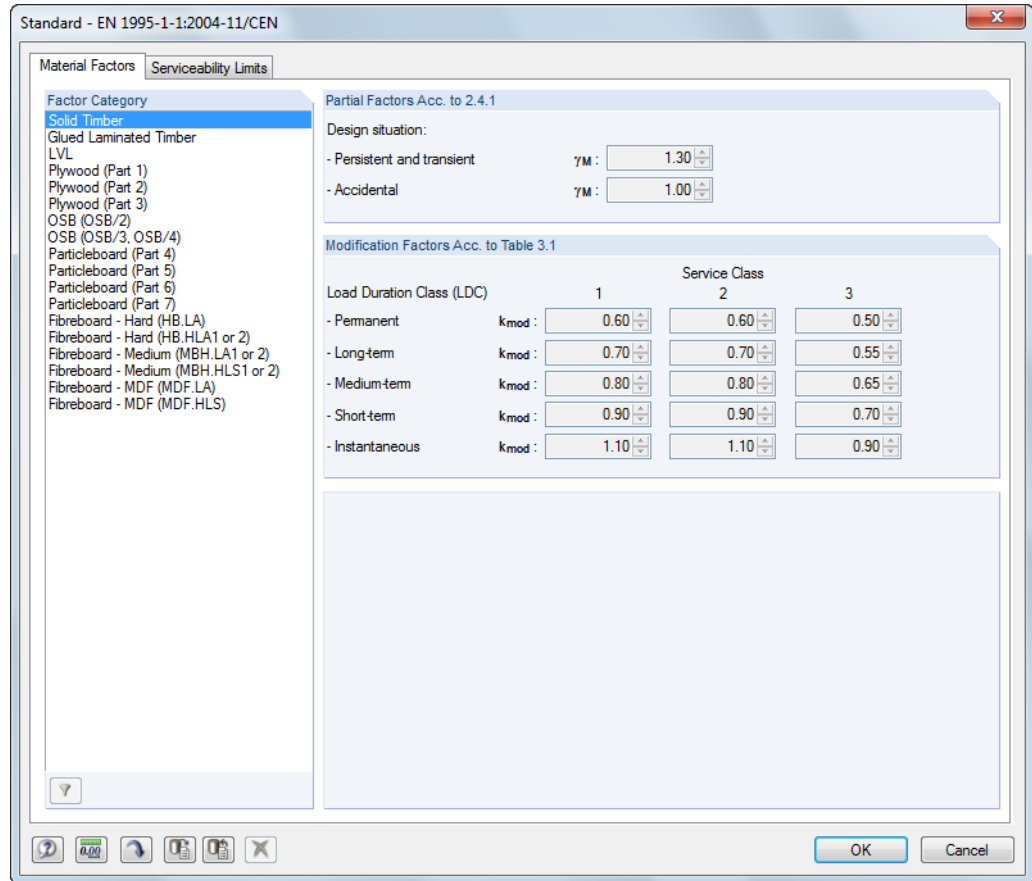 Standard - EN 1995-1-1:2004-11/CEN
Material Factors Serviceability Limits
Factor Category
Solid Timber
Glued Laminated Timber
LVL
Plywood (Part 1)
Plywood (Part 2)
Plywood (Part 3)
OSB (OSB/2)
OSB (OSB/3, OSB/4)
Particleboard (Part 4)
Particleboard (Part 5)
Particleboard (Part 6)
Particleboard (Part 7)
Fibreboard - Hard (HB.LA)
Fibreboard - Hard (HB.HLA1 or 2)
Fibreboard - Medium (MBH.LA1 or 2)
Fibreboard - Medium (MBH.HLS1 or 2)
Fibreboard - MDF (MDF.LA)
Fibreboard - MDF (MDF.HLS)
Partial Factors Acc. to 2.4.1
Design situation:
- Persistent and transient γM : 1.30
- Accidental γM : 1.00
Modification Factors Acc. to Table 3.1
Service Class
Load Duration Class (LDC) 1 2 3
- Permanent kmod : 0.60 0.60 0.50
- Long-term kmod : 0.70 0.70 0.55
- Medium-term kmod : 0.80 0.80 0.65
- Short-term kmod : 0.90 0.90 0.70
- Instantaneous kmod : 1.10 1.10 0.90
0.00
OK Cancel